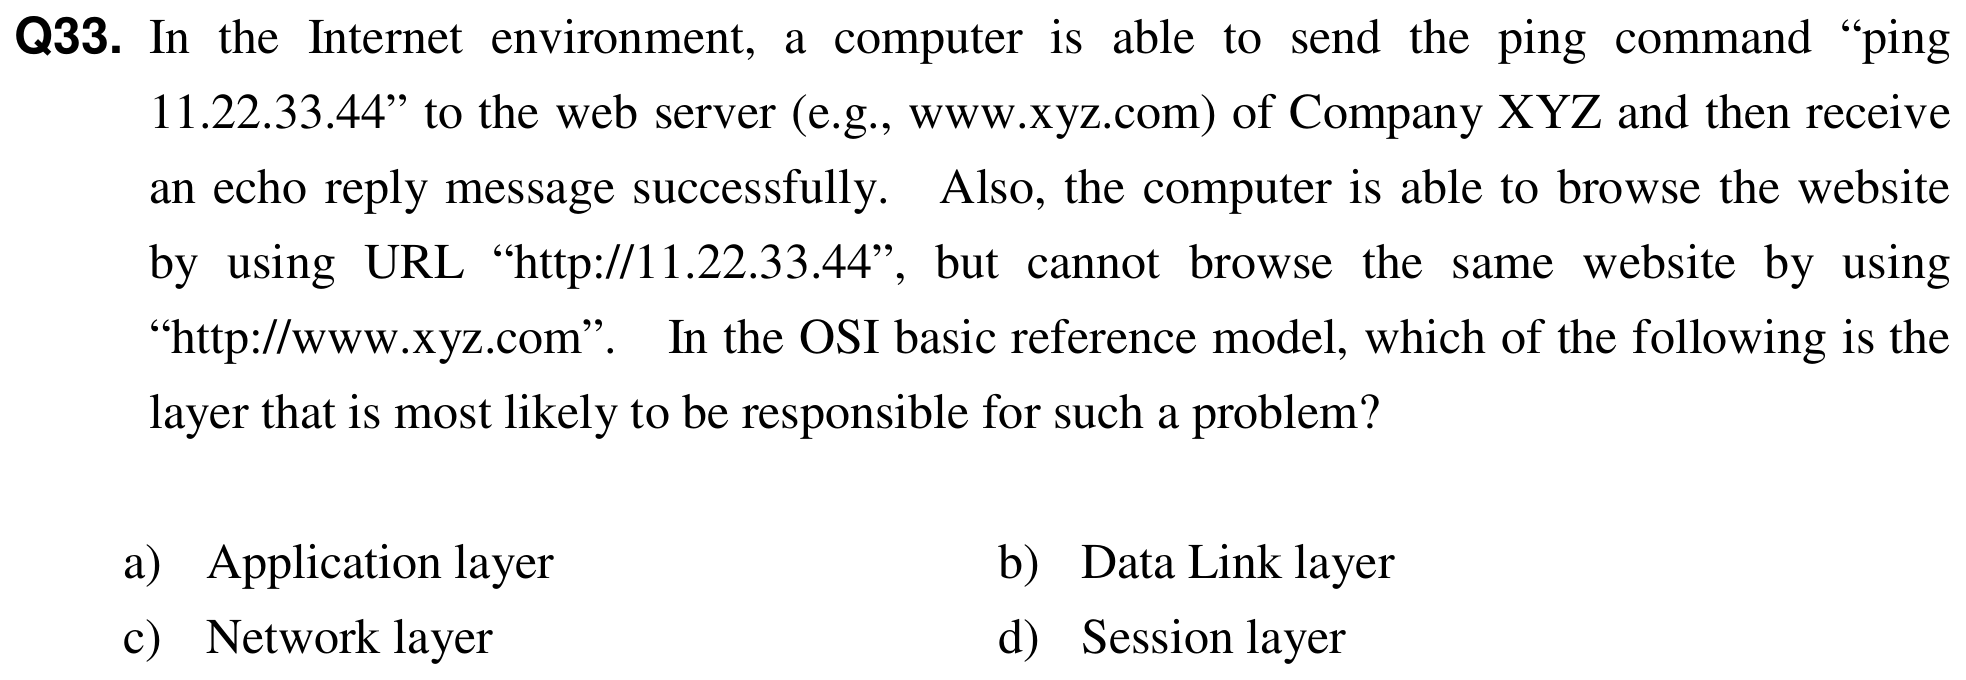 Q33. In the Internet environment, a computer is able to send the ping command “ping
11.22.33.44” to the web server (e.g., www.xyz.com) of Company XYZ and then receive
an echo reply message successfully. Also, the computer is able to browse the website
by using URL “http://11.22.33.44”, but cannot browse the same website by using
“http://www.xyz.com”. In the OSI basic reference model, which of the following is the
layer that is most likely to be responsible for such a problem?
a) Application layer b) Data Link layer
c) Network layer d) Session layer